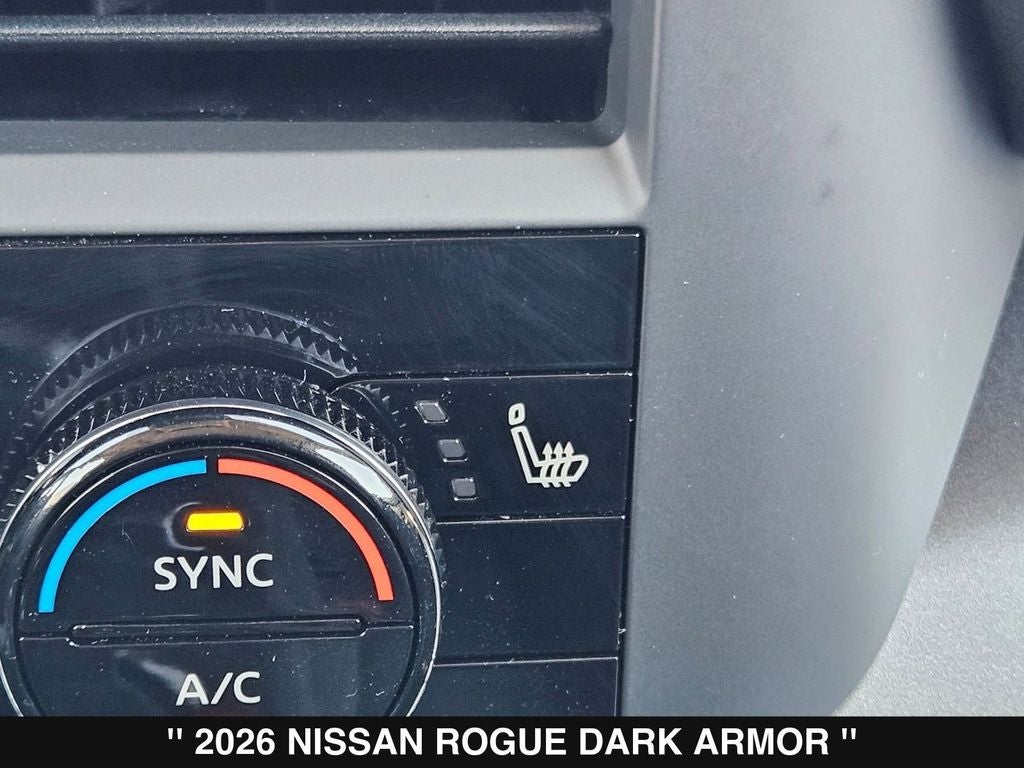 SYNC
A/C
" 2026 NISSAN ROGUE DARK ARMOR "